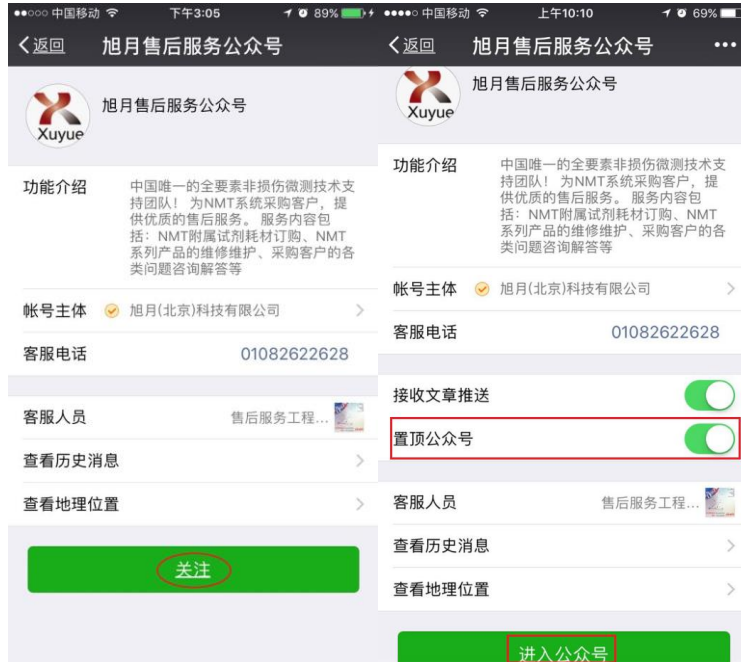 中国移动 下午3:05 89%
返回 旭月售后服务公众号
Xuyue
旭月售后服务公众号
功能介绍
中国唯一的全要素非损伤微测技术支
持团队！ 为NMT系统采购客户，提
供优质的售后服务。 服务内容包
括：NMT附属试剂耗材订购、NMT
系列产品的维修维护、采购客户的各
类问题咨询解答等
帐号主体 旭月(北京)科技有限公司
客服电话 01082622628
客服人员 售后服务工程...
查看历史消息
查看地理位置
关注
中国移动 上午10:10 69%
返回 旭月售后服务公众号
Xuyue
旭月售后服务公众号
功能介绍
中国唯一的全要素非损伤微测技术支
持团队！ 为NMT系统采购客户，提
供优质的售后服务。 服务内容包
括：NMT附属试剂耗材订购、NMT
系列产品的维修维护、采购客户的各
类问题咨询解答等
帐号主体 旭月(北京)科技有限公司
客服电话 01082622628
接收文章推送
置顶公众号
客服人员 售后服务工程...
查看历史消息
查看地理位置
进入公众号